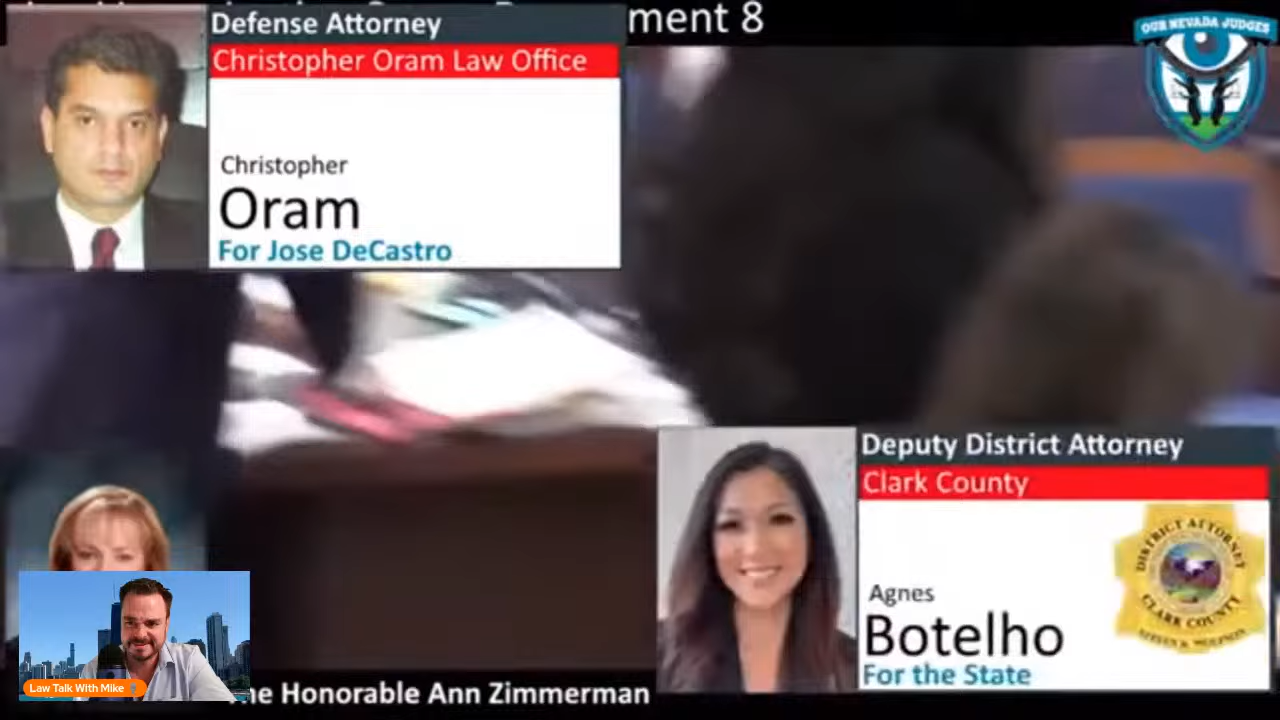 Defense Attorney
ment 8
OUR NEVADA JUDGES
Christopher Oram Law Office
Christopher
Oram
For Jose DeCastro
Deputy District Attorney
Clark County
DISTRICT ATTORNEY
CLARK COUNTY
Agnes
Botelho
For the State
Law Talk With Mike
he Honorable Ann Zimmerman